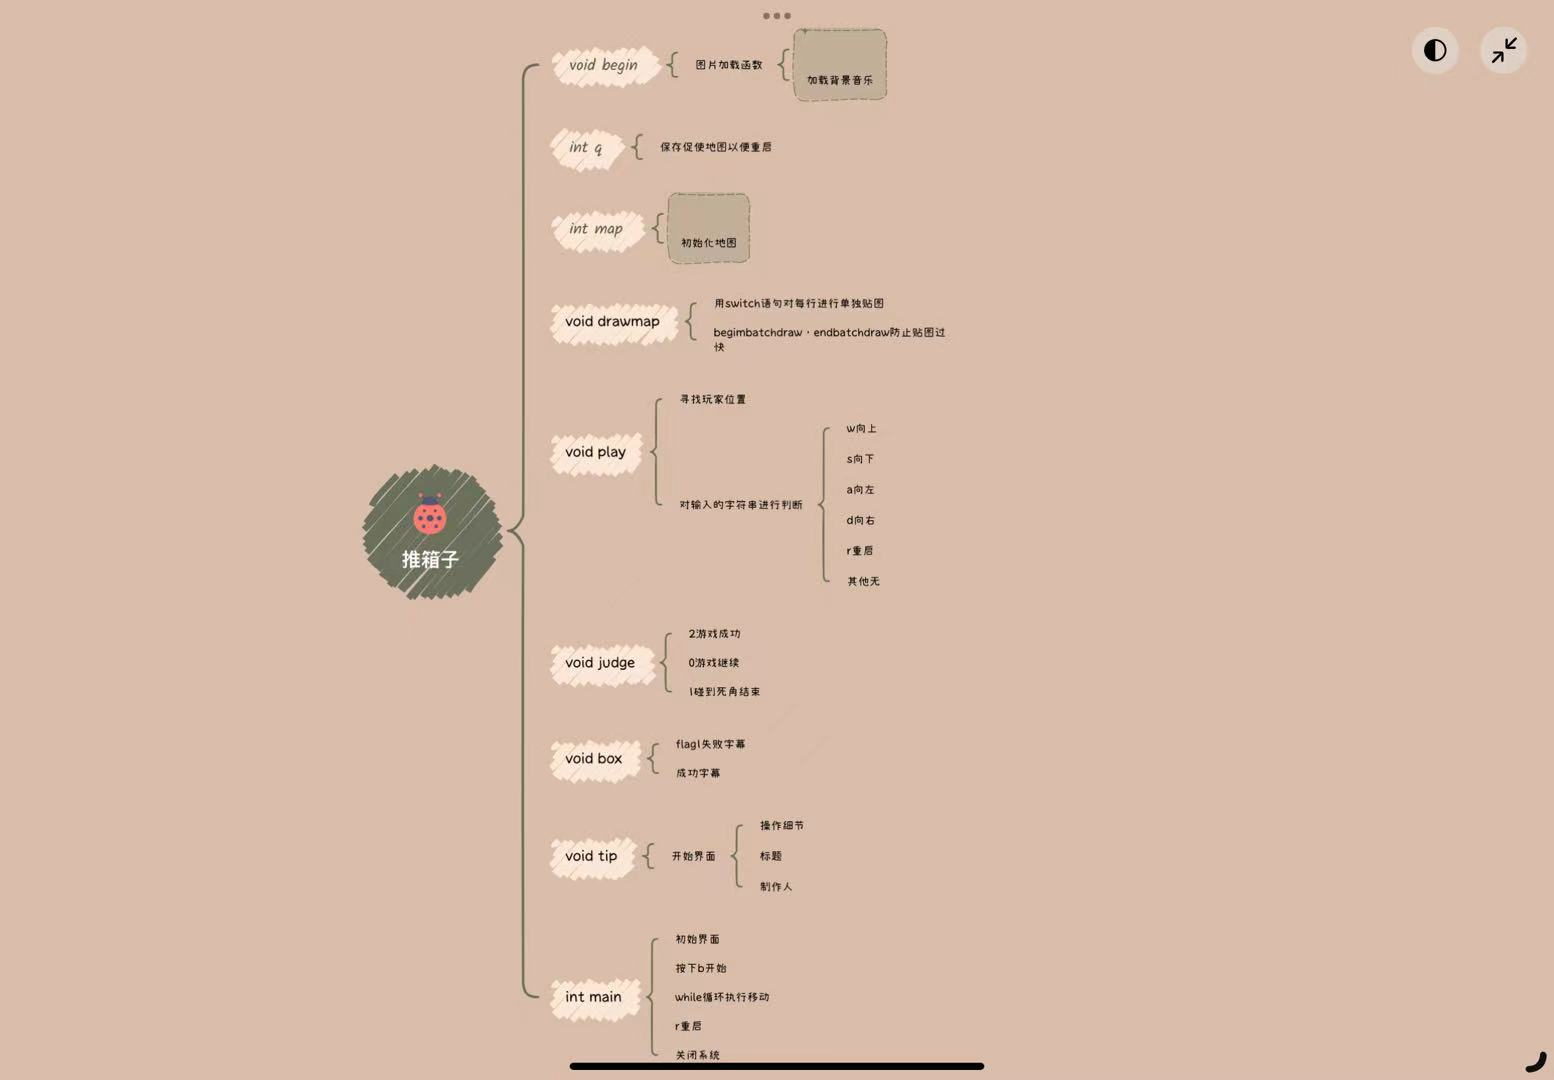 void begin
图片加载函数
加载背景音乐
int q
保存促使地图以便重启
int map
初始化地图
void drawmap
用switch语句对每行进行单独贴图
begimbatchdraw，endbatchdraw防止贴图过
快
void play
寻找玩家位置
对输入的字符串进行判断
w向上
s向下
a向左
d向右
r重启
其他无
推箱子
void judge
2游戏成功
0游戏继续
1碰到死角结束
void box
flag1失败字幕
成功字幕
void tip
开始界面
操作细节
标题
制作人
int main
初始界面
按下b开始
while循环执行移动
r重启
关闭系统